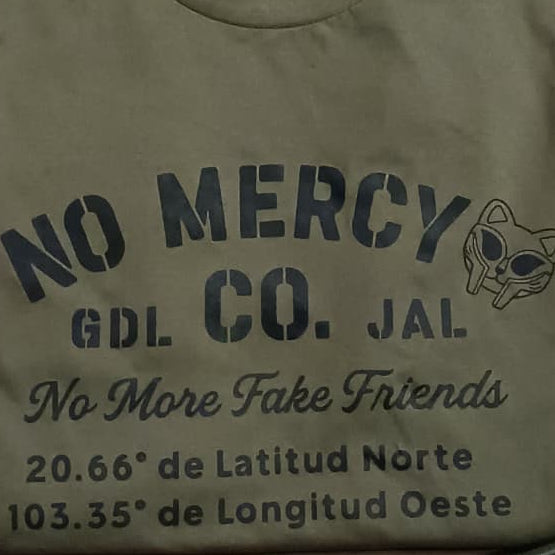 NO MERCY
GDL CO. JAL
No More Fake Friends
20.66° de Latitud Norte
103.35° de Longitud Oeste